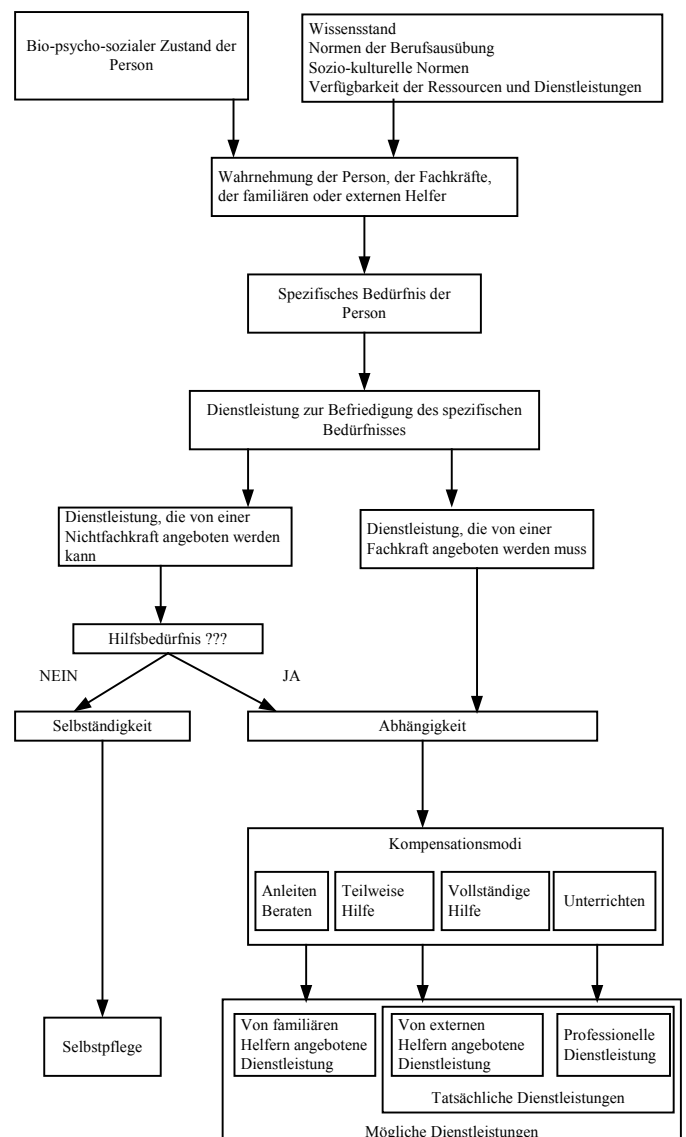 Bio-psycho-sozialer Zustand der
Person
Wissensstand
Normen der Berufsausübung
Sozio-kulturelle Normen
Verfügbarkeit der Ressourcen und Dienstleistungen
Wahrnehmung der Person, der Fachkräfte,
der familiären oder externen Helfer
Spezifisches Bedürfnis der
Person
Dienstleistung zur Befriedigung des spezifischen
Bedürfnisses
Dienstleistung, die von einer
Nichtfachkraft angeboten werden
kann
Dienstleistung, die von einer
Fachkraft angeboten werden muss
Hilfsbedürfnis ???
NEIN
JA
Selbständigkeit
Abhängigkeit
Kompensationsmodi
Anleiten
Beraten
Teilweise
Hilfe
Vollständige
Hilfe
Unterrichten
Selbstpflege
Von familiären
Helfern angebotene
Dienstleistung
Von externen
Helfern angebotene
Dienstleistung
Professionelle
Dienstleistung
Tatsächliche Dienstleistungen
Mögliche Dienstleistungen